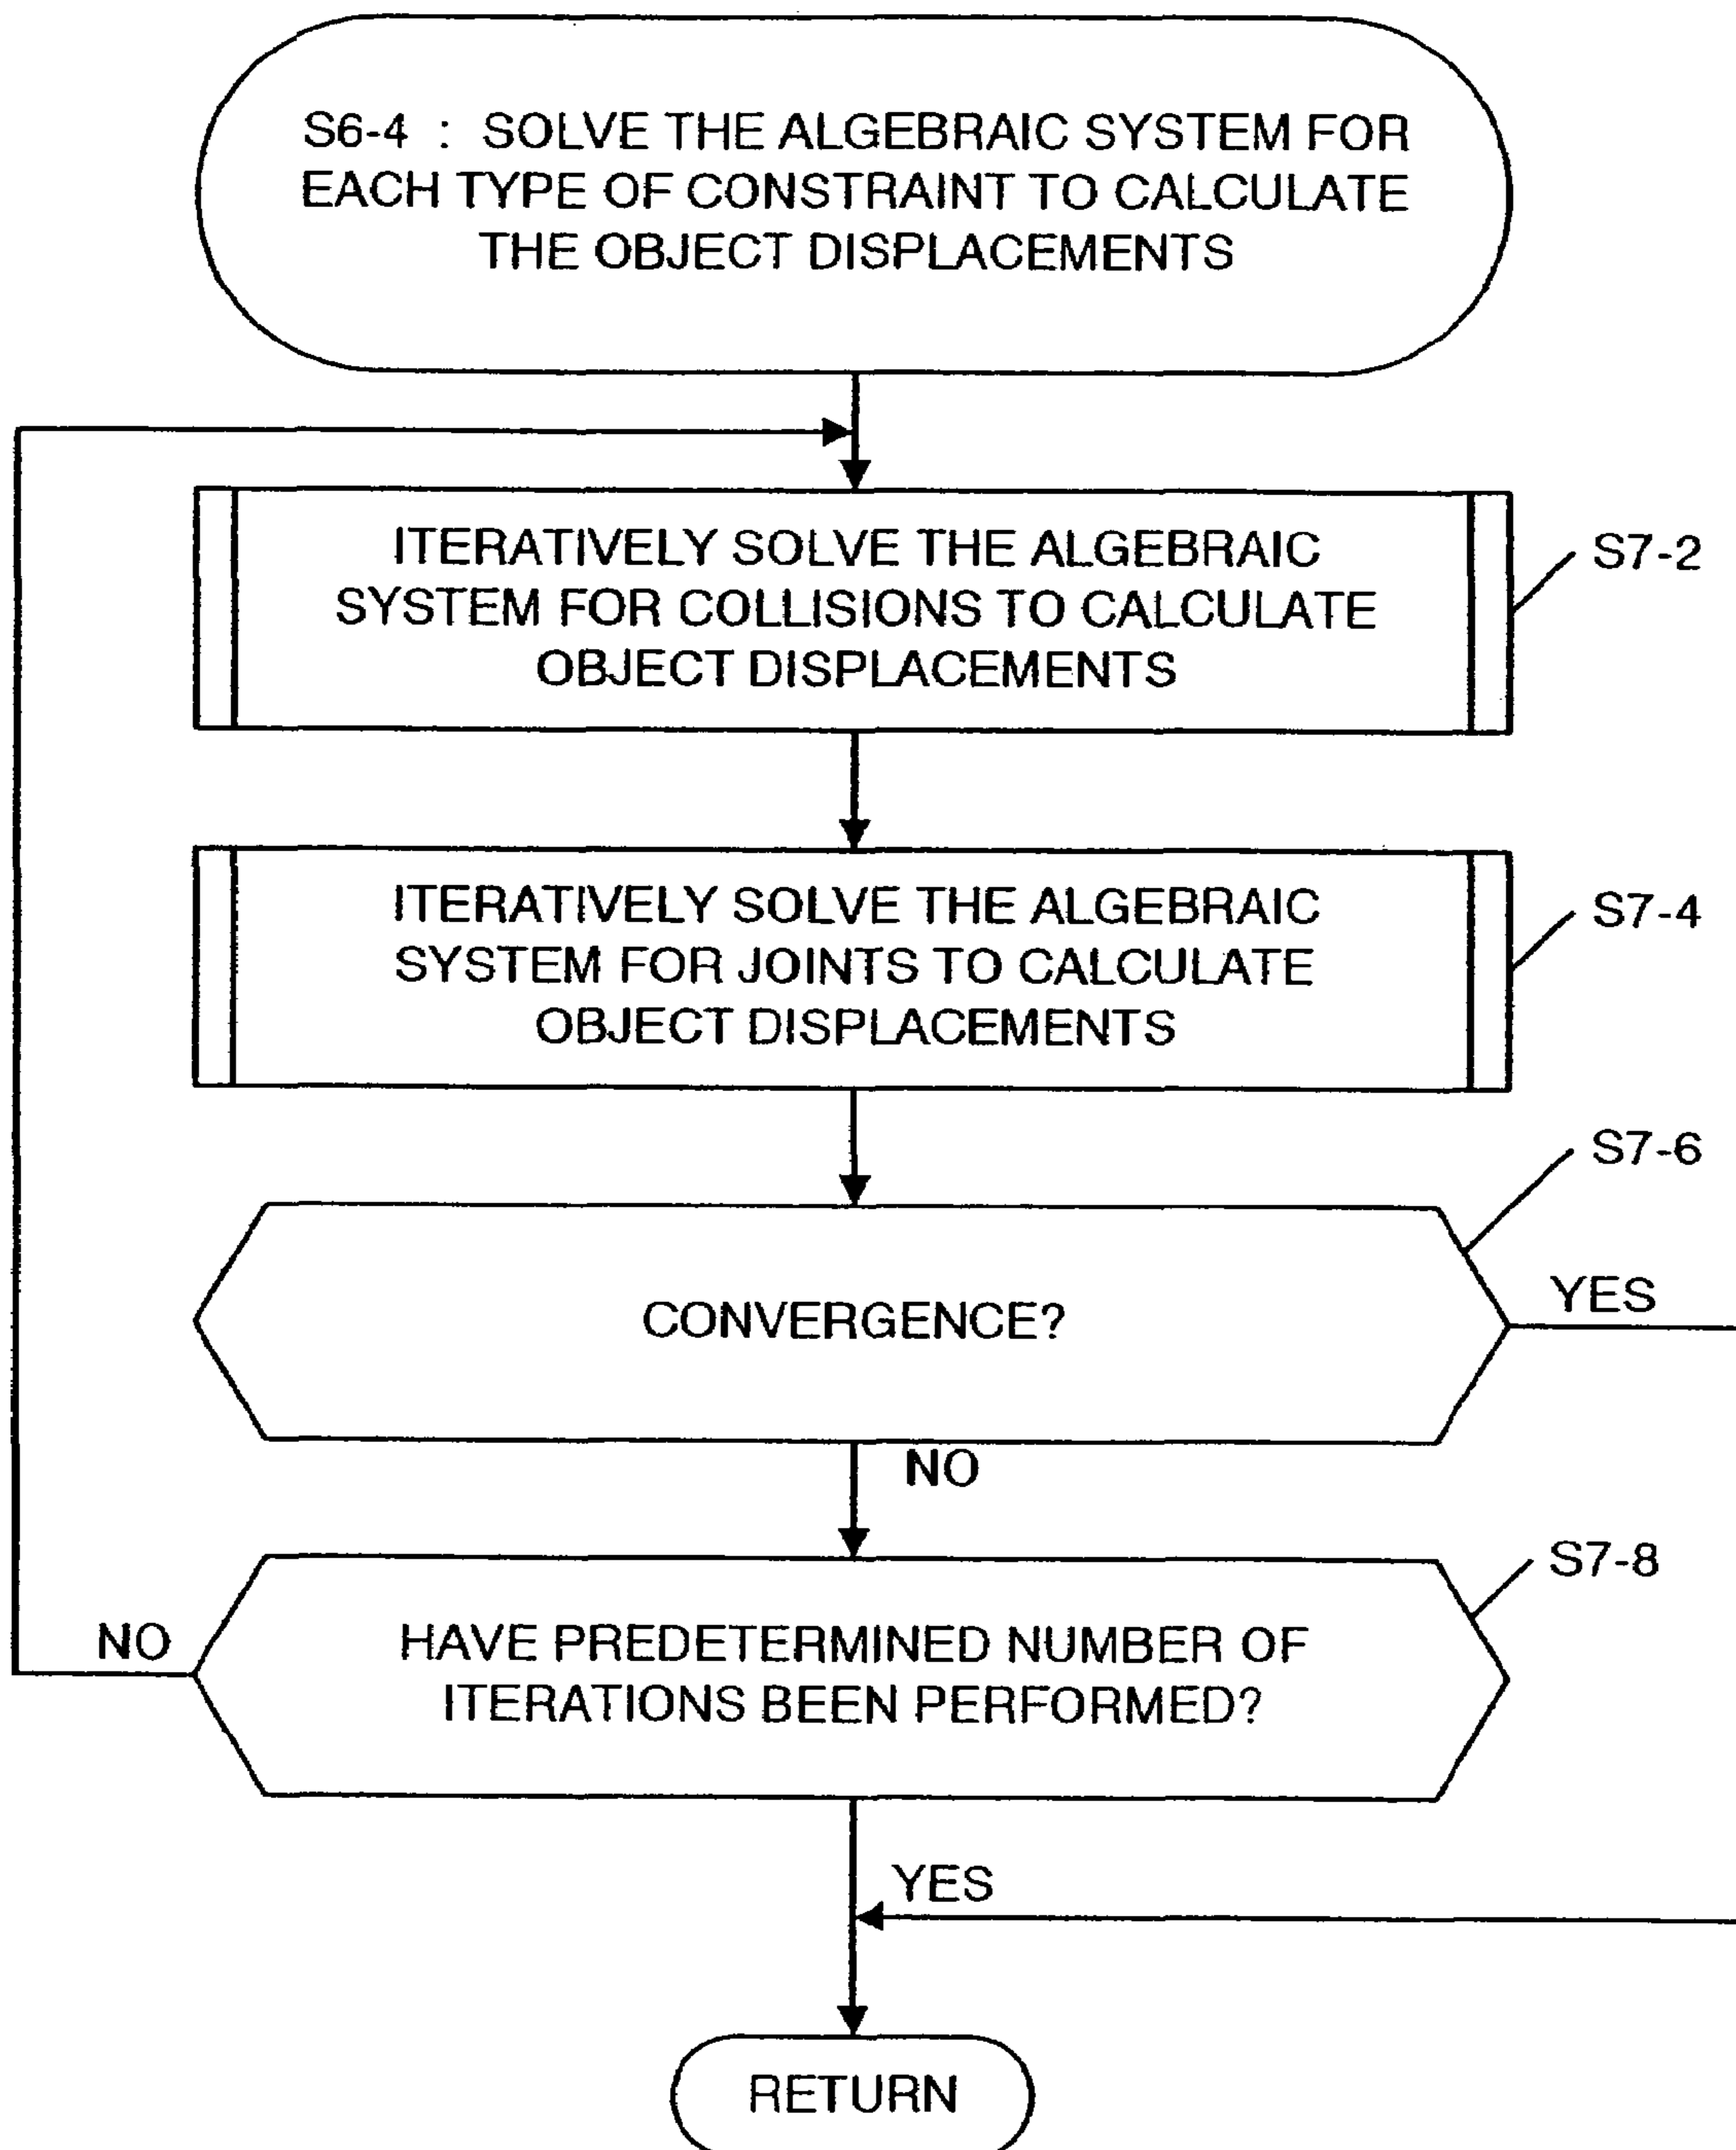 S6-4 : SOLVE THE ALGEBRAIC SYSTEM FOR
EACH TYPE OF CONSTRAINT TO CALCULATE
THE OBJECT DISPLACEMENTS
ITERATIVELY SOLVE THE ALGEBRAIC
SYSTEM FOR COLLISIONS TO CALCULATE
OBJECT DISPLACEMENTS
S7-2
ITERATIVELY SOLVE THE ALGEBRAIC
SYSTEM FOR JOINTS TO CALCULATE
OBJECT DISPLACEMENTS
S7-4
S7-6
CONVERGENCE?
YES
NO
S7-8
NO
HAVE PREDETERMINED NUMBER OF
ITERATIONS BEEN PERFORMED?
YES
RETURN